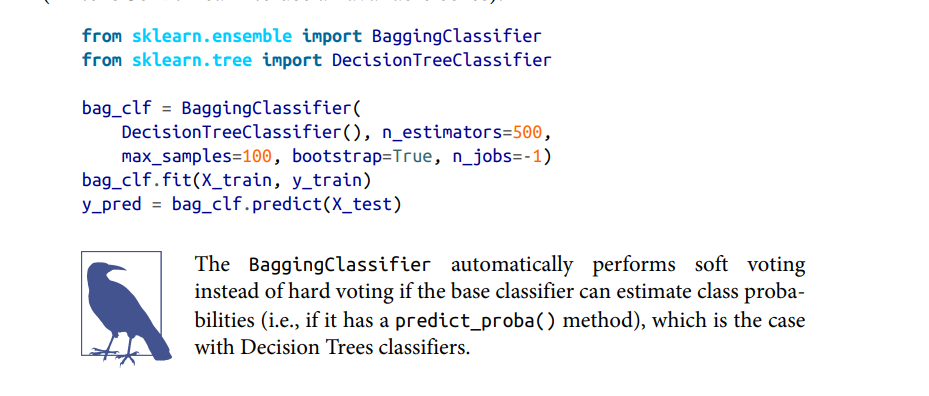 from sklearn.ensemble import BaggingClassifier
from sklearn.tree import DecisionTreeClassifier
bag_clf = BaggingClassifier(
    DecisionTreeClassifier(), n_estimators=500,
    max_samples=100, bootstrap=True, n_jobs=-1)
bag_clf.fit(X_train, y_train)
y_pred = bag_clf.predict(X_test)
The BaggingClassifier automatically performs soft voting
instead of hard voting if the base classifier can estimate class proba-
bilities (i.e., if it has a predict_proba() method), which is the case
with Decision Trees classifiers.